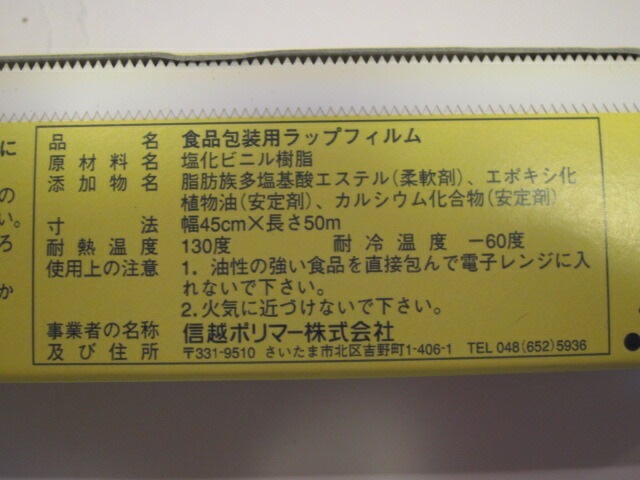 品名 食品包装用ラップフィルム
原材料名 塩化ビニル樹脂
添加物名 脂肪族多塩基酸エステル(柔軟剤)、エポキシ化
植物油(安定剤)、カルシウム化合物(安定剤)
寸法 幅45cm×長さ50m
耐熱温度 130度 耐冷温度 −60度
使用上の注意 1. 油性の強い食品を直接包んで電子レンジに入
れないで下さい。
2.火気に近づけないで下さい。
事業者の名称 信越ポリマー株式会社
及び住所 〒331-9510 さいたま市北区吉野町1-406-1 TEL 048(652)5936
に
の
い。
ろ
か